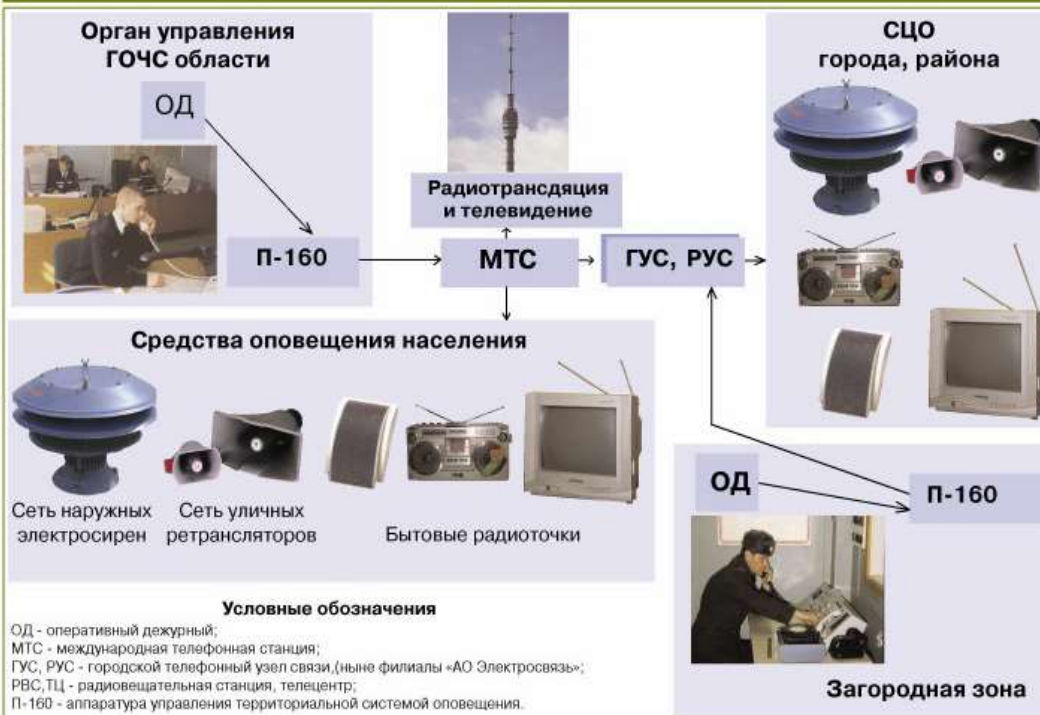 Орган управления
ГОЧС области
ОД
П-160
Радиотрансдяция
и телевидение
МТС
ГУС, РУС
СЦО
города, района
Средства оповещения населения
Сеть наружных
электросирен
Сеть уличных
ретрансляторов
Бытовые радиоточки
ОД
П-160
Загородная зона
Условные обозначения
ОД - оперативный дежурный;
МТС - международная телефонная станция;
ГУС, РУС - городской телефонный узел связи,(ныне филиалы «АО Электросвязь»;
РВС,ТЦ - радиовещательная станция, телецентр;
П-160 - аппаратура управления территориальной системой оповещения.